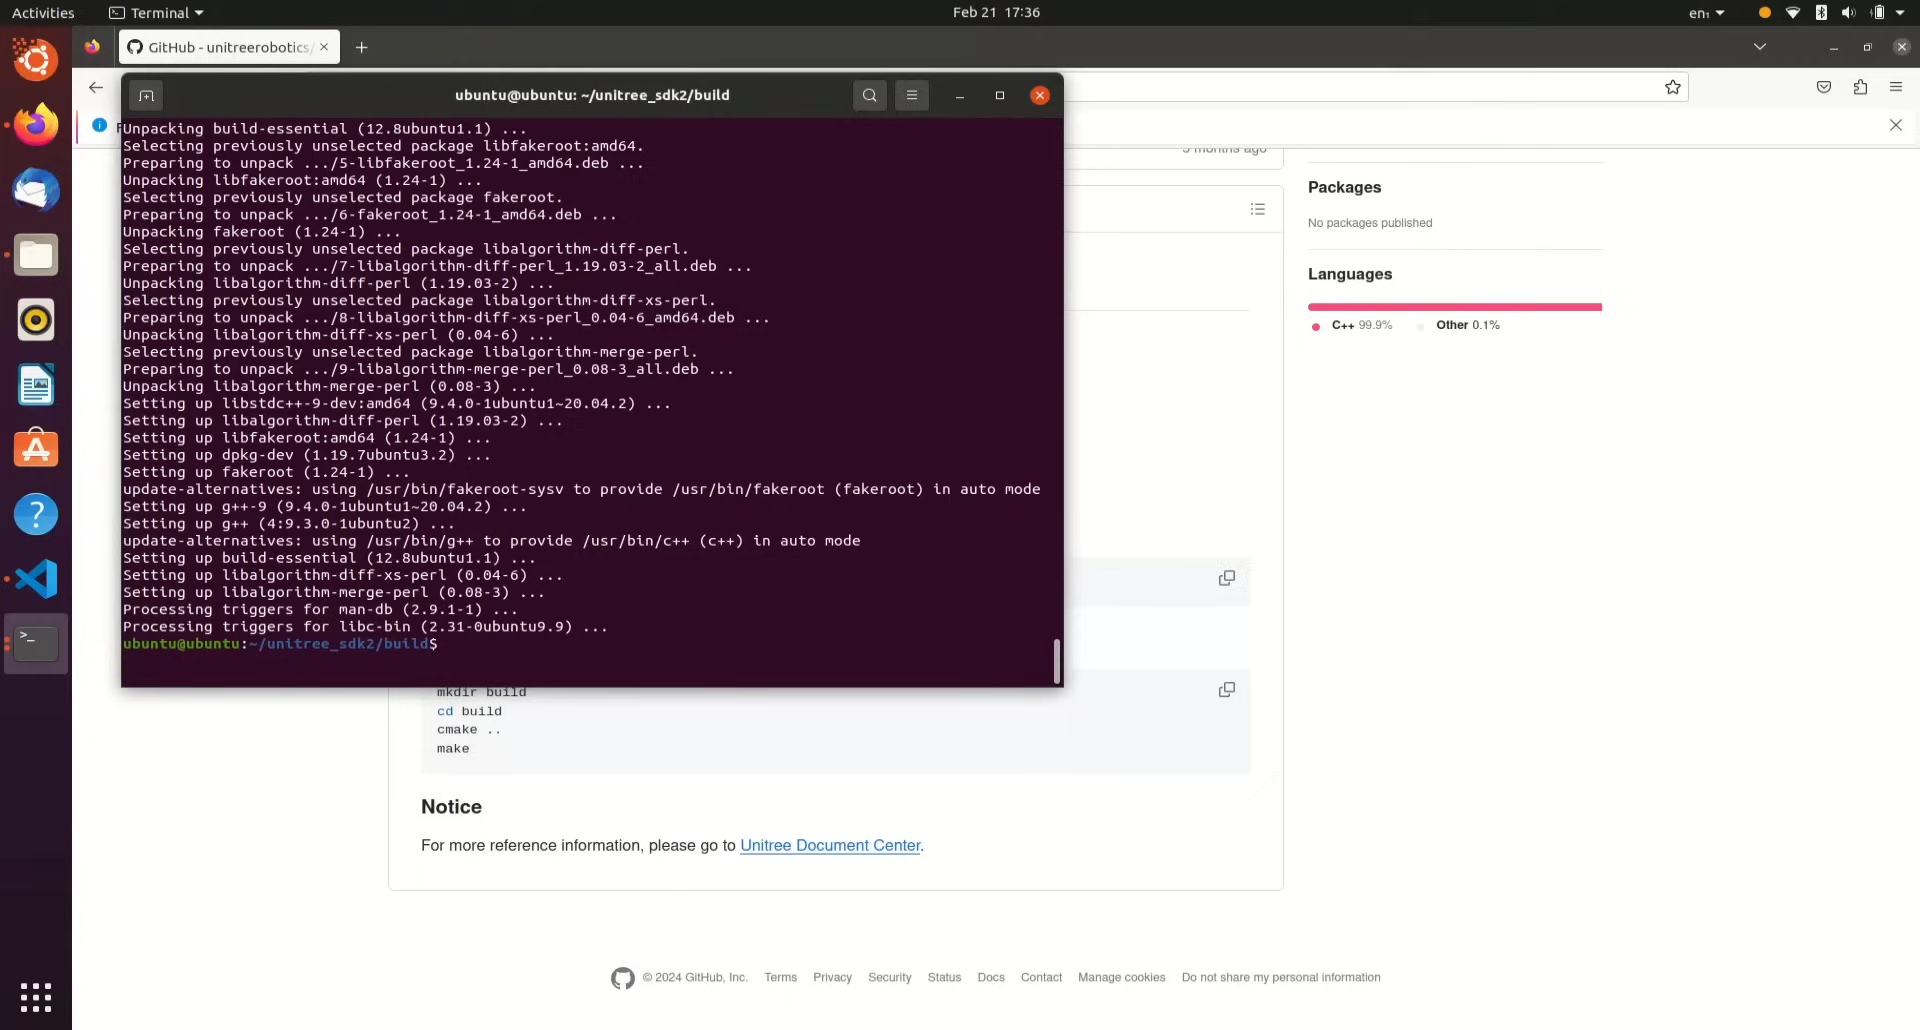 Activities
Terminal
Feb 21 17:36
en₁
GitHub - unitreerobotics/
ubuntu@ubuntu: ~/unitree_sdk2/build
Unpacking build-essential (12.8ubuntu1.1) ...
Selecting previously unselected package libfakeroot:amd64.
Preparing to unpack .../5-libfakeroot_1.24-1_amd64.deb ...
Unpacking libfakeroot:amd64 (1.24-1) ...
Selecting previously unselected package fakeroot.
Preparing to unpack .../6-fakeroot_1.24-1_amd64.deb ...
Unpacking fakeroot (1.24-1) ...
Selecting previously unselected package libalgorithm-diff-perl.
Preparing to unpack .../7-libalgorithm-diff-perl_1.19.03-2_all.deb ...
Unpacking libalgorithm-diff-perl (1.19.03-2) ...
Selecting previously unselected package libalgorithm-diff-xs-perl.
Preparing to unpack .../8-libalgorithm-diff-xs-perl_0.04-6_amd64.deb ...
Unpacking libalgorithm-diff-xs-perl (0.04-6) ...
Selecting previously unselected package libalgorithm-merge-perl.
Preparing to unpack .../9-libalgorithm-merge-perl_0.08-3_all.deb ...
Unpacking libalgorithm-merge-perl (0.08-3) ...
Setting up libstdc++-9-dev:amd64 (9.4.0-1ubuntu1~20.04.2) ...
Setting up libalgorithm-diff-perl (1.19.03-2) ...
Setting up libfakeroot:amd64 (1.24-1) ...
Setting up dpkg-dev (1.19.7ubuntu3.2) ...
Setting up fakeroot (1.24-1) ...
update-alternatives: using /usr/bin/fakeroot-sysv to provide /usr/bin/fakeroot (fakeroot) in auto mode
Setting up g++-9 (9.4.0-1ubuntu1~20.04.2) ...
Setting up g++ (4:9.3.0-1ubuntu2) ...
update-alternatives: using /usr/bin/g++ to provide /usr/bin/c++ (c++) in auto mode
Setting up build-essential (12.8ubuntu1.1) ...
Setting up libalgorithm-diff-xs-perl (0.04-6) ...
Setting up libalgorithm-merge-perl (0.08-3) ...
Processing triggers for man-db (2.9.1-1) ...
Processing triggers for libc-bin (2.31-0ubuntu9.9) ...
ubuntu@ubuntu:~/unitree_sdk2/build$
5 months ago
Packages
No packages published
Languages
C++ 99.9%
Other 0.1%
mkdir build
cd build
cmake ..
make
Notice
For more reference information, please go to Unitree Document Center.
© 2024 GitHub, Inc.
Terms
Privacy
Security
Status
Docs
Contact
Manage cookies
Do not share my personal information